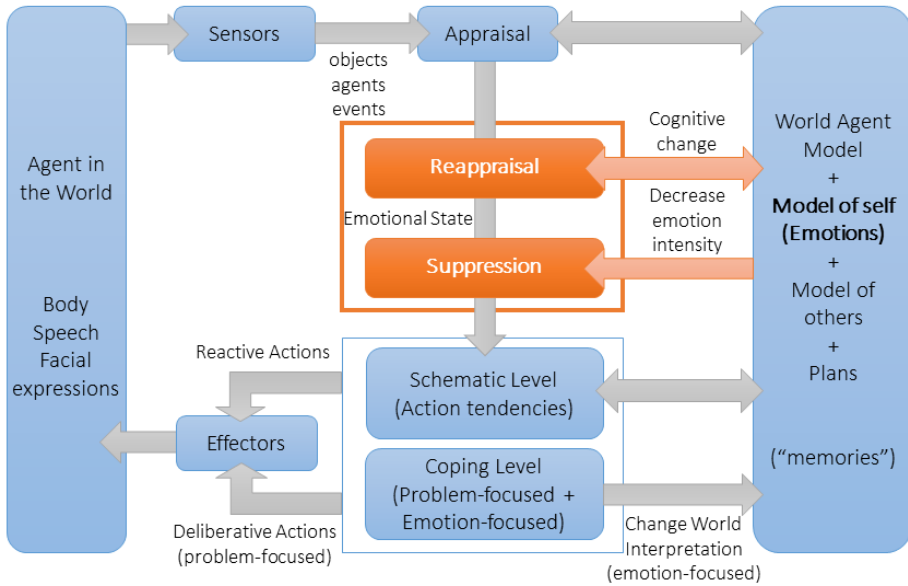 Sensors
Appraisal
objects
agents
events
Agent in
the World
Body
Speech
Facial
expressions
Reappraisal
Emotional State
Suppression
Cognitive
change
Decrease
emotion
intensity
World Agent
Model
+
Model of self
(Emotions)
+
Model of
others
+
Plans
(“memories”)
Reactive Actions
Schematic Level
(Action tendencies)
Effectors
Coping Level
(Problem-focused +
Emotion-focused)
Deliberative Actions
(problem-focused)
Change World
Interpretation
(emotion-focused)